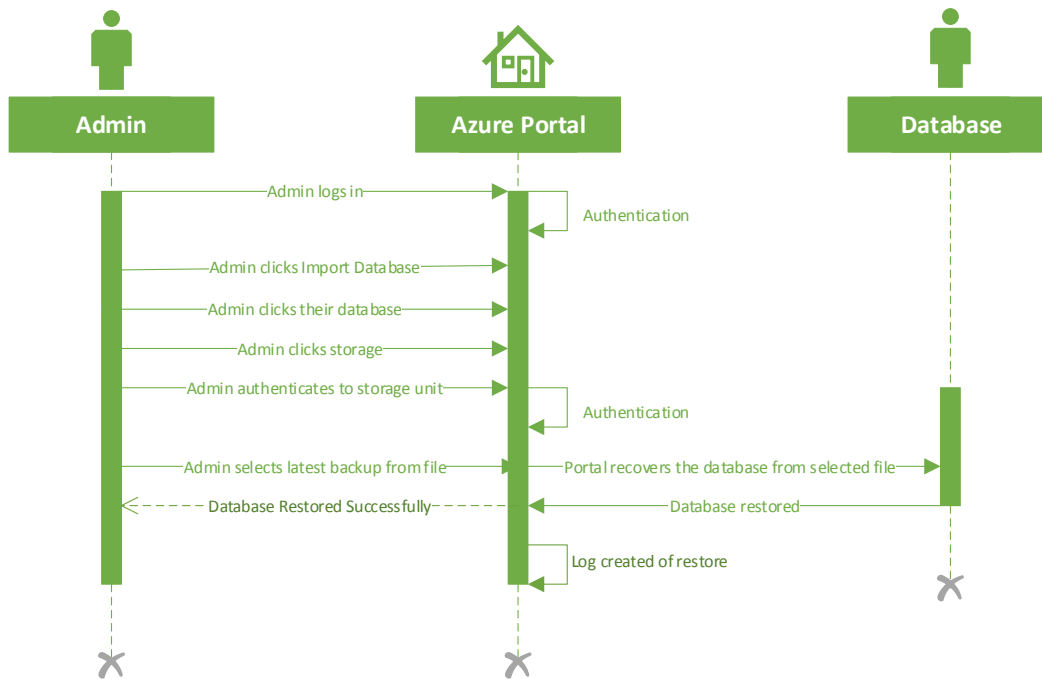 Admin
Azure Portal
Database
Admin logs in
Authentication
Admin clicks Import Database
Admin clicks their database
Admin clicks storage
Admin authenticates to storage unit
Authentication
Admin selects latest backup from file
Portal recovers the database from selected file
Database Restored Successfully
Database restored
Log created of restore